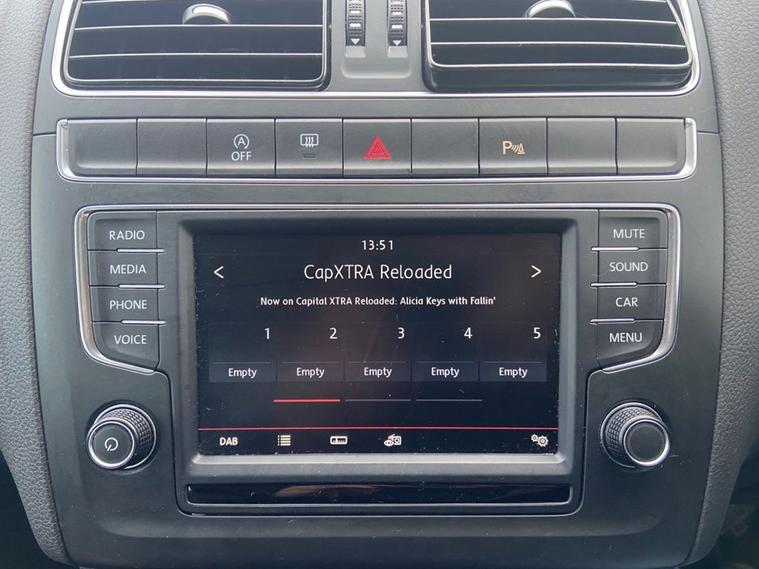 A
OFF
P
RADIO
MEDIA
PHONE
VOICE
13:51
< CapXTRA Reloaded >
Now on Capital XTRA Reloaded: Alicia Keys with Fallin'
1 2 3 4 5
Empty Empty Empty Empty Empty
DAB
MUTE
SOUND
CAR
MENU